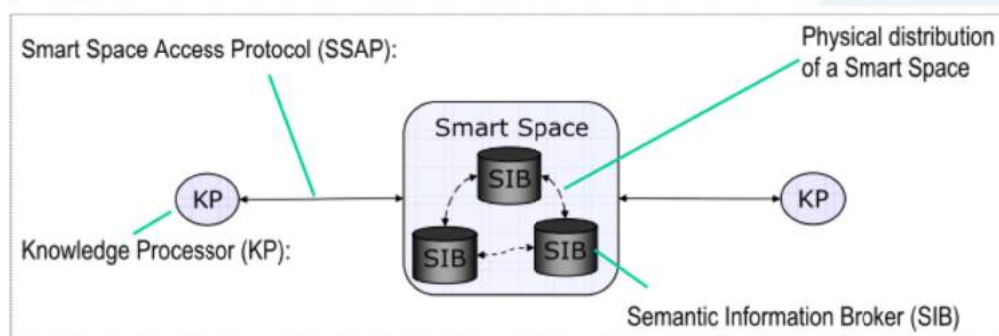 Smart Space Access Protocol (SSAP):
Physical distribution
of a Smart Space
Smart Space
SIB
KP
KP
SIB
SIB
Knowledge Processor (KP):
Semantic Information Broker (SIB)